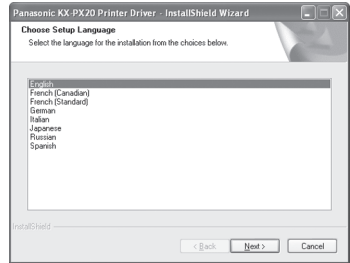 Panasonic KX-PX20 Printer Driver - InstallShield Wizard
Choose Setup Language
Select the language for the installation from the choices below.
English
French (Canadian)
French (Standard)
German
Italian
Japanese
Russian
Spanish
InstallShield
< Back
Next >
Cancel